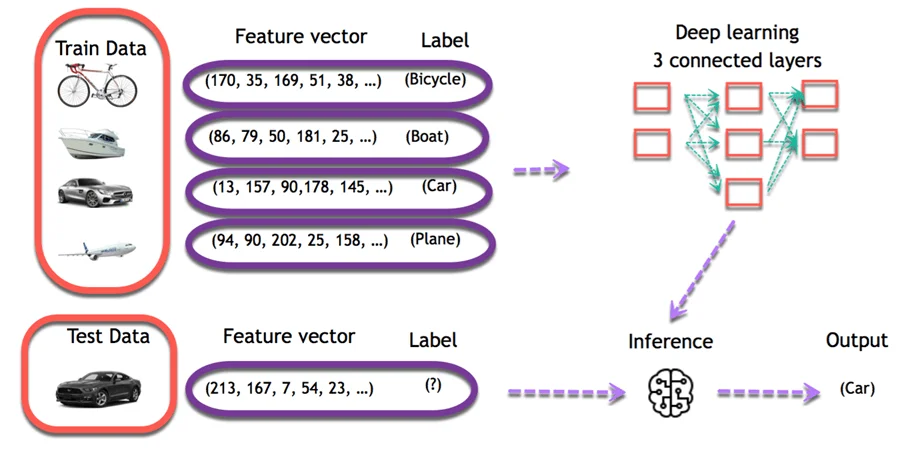 Train Data
Feature vector
Label
(170, 35, 169, 51, 38, ...)
(Bicycle)
(86, 79, 50, 181, 25, ...)
(Boat)
(13, 157, 90,178, 145, ...)
(Car)
(94, 90, 202, 25, 158, ...)
(Plane)
Deep learning
3 connected layers
Test Data
Feature vector
Label
(213, 167, 7, 54, 23, ...)
(?)
Inference
Output
(Car)